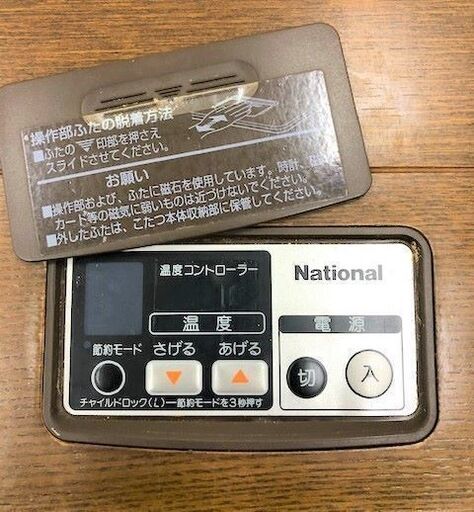 操作部ふたの脱着方法
■ふたの▽印部を押さえ
スライドさせてください。
お願い
■操作部および、ふたに磁石を使用しています。時計、磁
カード等の磁気に弱いものは近づけないでください。
■外したふたは、こたつ本体収納部に保管してください。
温度コントローラー
National
温度
電源
節約モード
さげる
あげる
切
入
チャイルドロック(L)ー節約モードを3秒押す